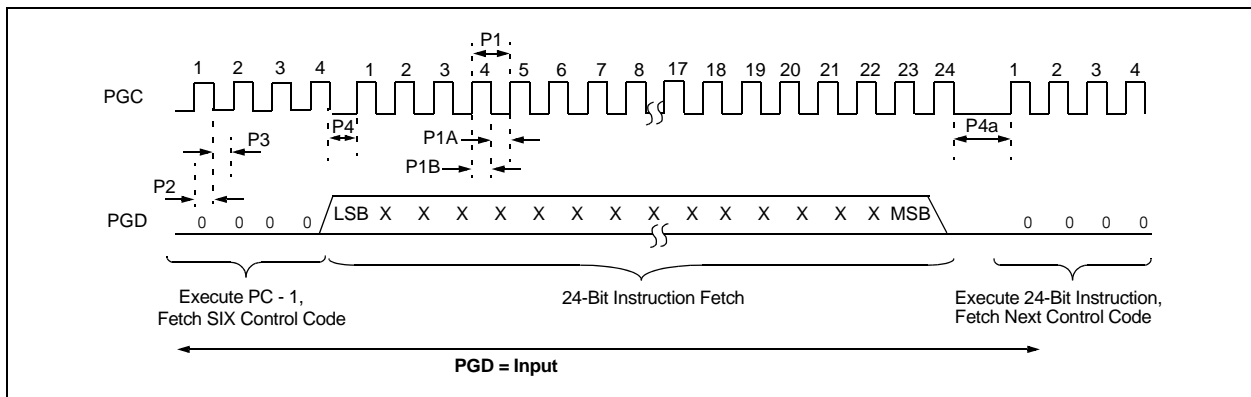 P1
1 2 3 4 1 2 3 4 5 6 7 8 17 18 19 20 21 22 23 24 1 2 3 4
PGC
P4
P4a
P3
P1A
P1B
P2
PGD
0 0 0 0 LSB X X X X X X X X X X X X X X MSB 0 0 0 0
Execute PC - 1,
Fetch SIX Control Code
24-Bit Instruction Fetch
Execute 24-Bit Instruction,
Fetch Next Control Code
PGD = Input